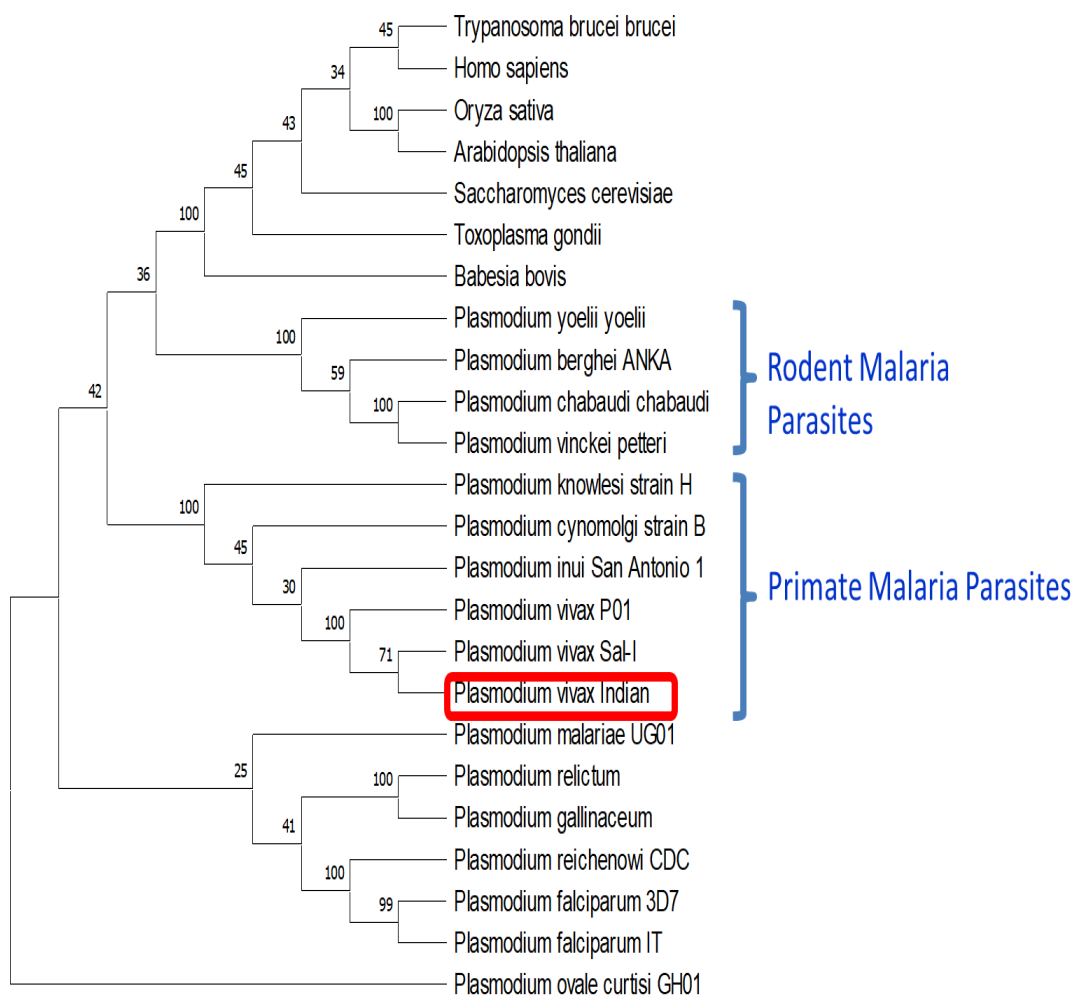 45
Trypanosoma brucei brucei
34
Homo sapiens
100
Oryza sativa
43
Arabidopsis thaliana
45
Saccharomyces cerevisiae
100
Toxoplasma gondii
36
Babesia bovis
Plasmodium yoelii yoelii
100
Plasmodium berghei ANKA
59
Plasmodium chabaudi chabaudi
100
Plasmodium vinckei petteri
Rodent Malaria
Parasites
42
Plasmodium knowlesi strain H
100
Plasmodium cynomolgi strain B
45
Plasmodium inui San Antonio 1
30
Plasmodium vivax P01
100
Plasmodium vivax Sal-I
71
Plasmodium vivax Indian
Primate Malaria Parasites
Plasmodium malariae UG01
25
Plasmodium relictum
100
Plasmodium gallinaceum
41
Plasmodium reichenowi CDC
100
Plasmodium falciparum 3D7
99
Plasmodium falciparum IT
Plasmodium ovale curtisi GH01